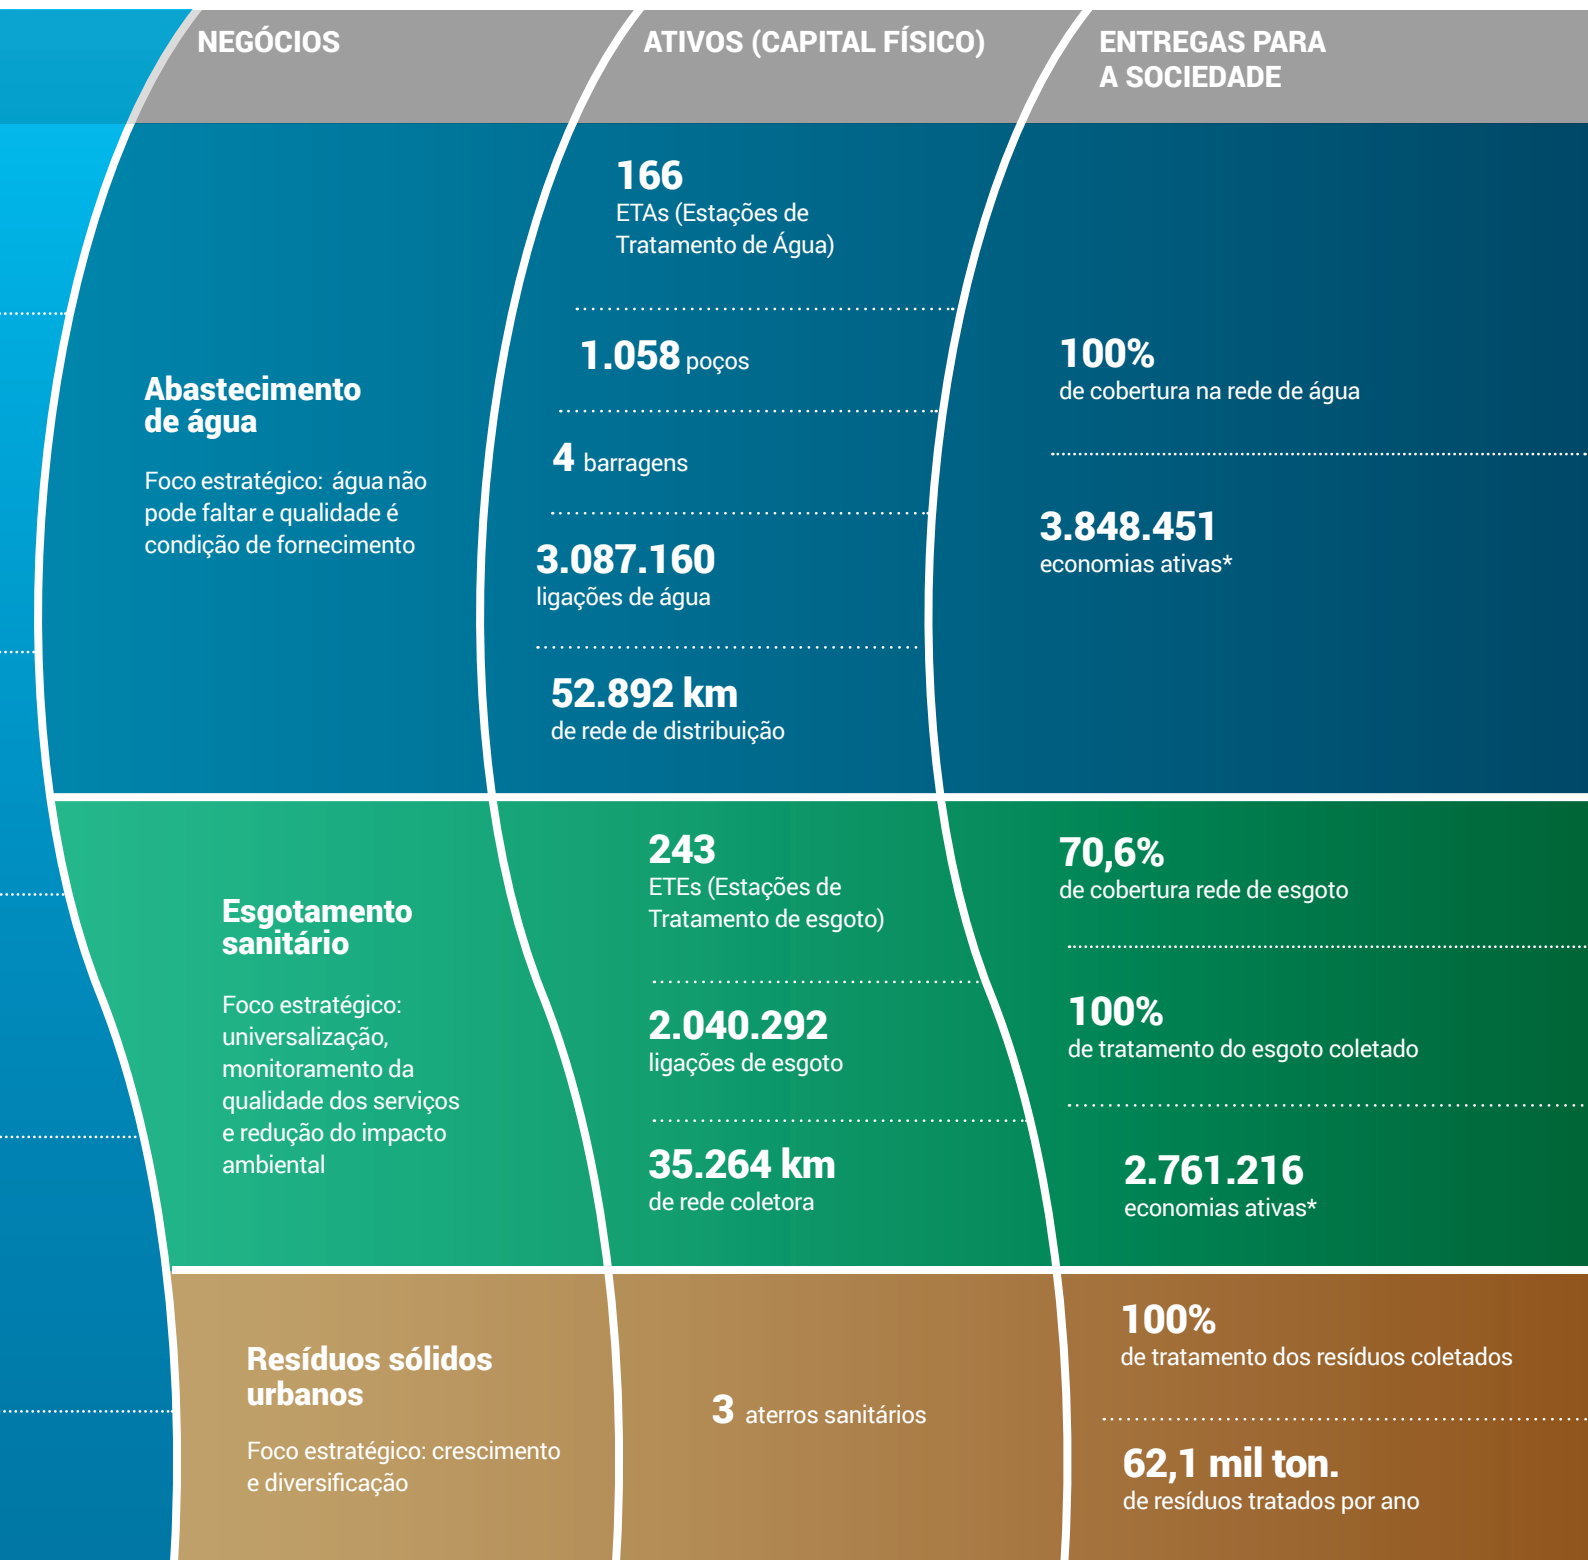 NEGÓCIOS
ATIVOS (CAPITAL FÍSICO)
ENTREGAS PARA
A SOCIEDADE
Abastecimento
de água
Foco estratégico: água não
pode faltar e qualidade é
condição de fornecimento
166
ETAs (Estações de
Tratamento de Água)
1.058 poços
4 barragens
3.087.160
ligações de água
52.892 km
de rede de distribuição
100%
de cobertura na rede de água
3.848.451
economias ativas*
Esgotamento
sanitário
Foco estratégico:
universalização,
monitoramento da
qualidade dos serviços
e redução do impacto
ambiental
243
ETEs (Estações de
Tratamento de esgoto)
2.040.292
ligações de esgoto
35.264 km
de rede coletora
70,6%
de cobertura rede de esgoto
100%
de tratamento do esgoto coletado
2.761.216
economias ativas*
Resíduos sólidos
urbanos
Foco estratégico: crescimento
e diversificação
3 aterros sanitários
100%
de tratamento dos resíduos coletados
62,1 mil ton.
de resíduos tratados por ano